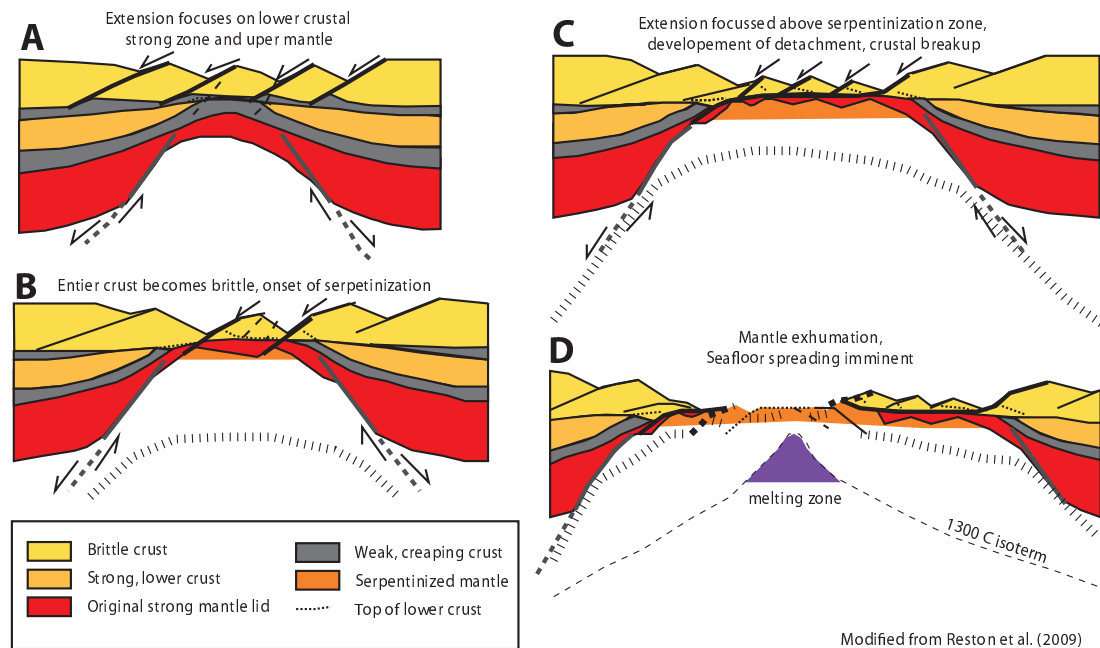 A
Extension focuses on lower crustal
strong zone and uper mantle
B
Entier crust becomes brittle, onset of serpetinization
C
Extension focussed above serpentinization zone,
developement of detachment, crustal breakup
D
Mantle exhumation,
Seafloor spreading imminent
melting zone
1300 C isoterm
Brittle crust
Strong, lower crust
Original strong mantle lid
Weak, creaping crust
Serpentinized mantle
Top of lower crust
Modified from Reston et al. (2009)